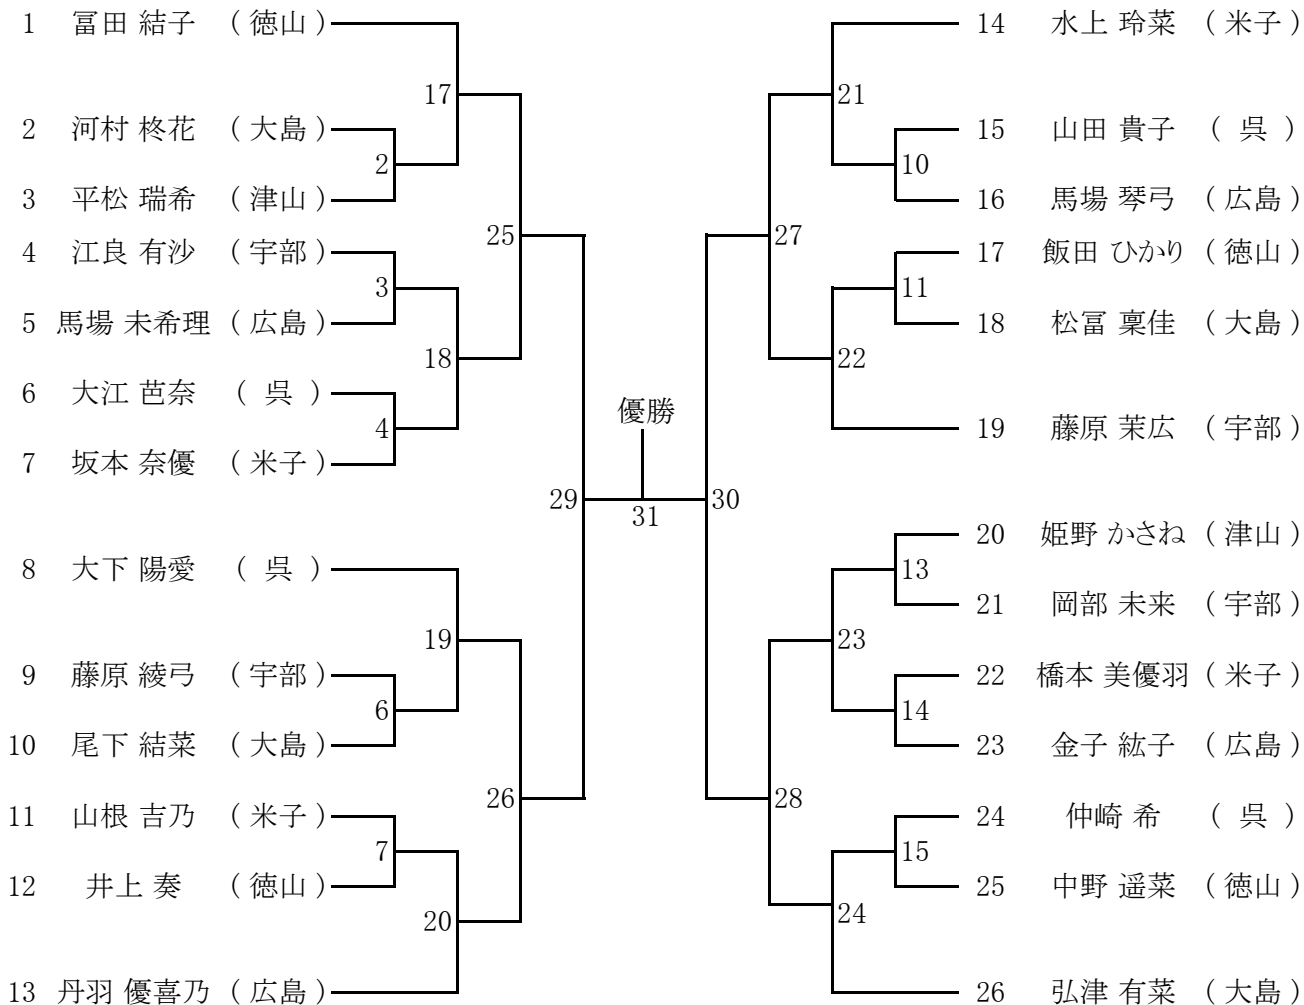 1 冨田 結子 （ 徳山 ）
17
2 河村 柊花 （ 大島 ）
2
3 平松 瑞希 （ 津山 ）
25
4 江良 有沙 （ 宇部 ）
3
5 馬場 未希理 （ 広島 ）
18
6 大江 芭奈 （ 呉 ）
4
7 坂本 奈優 （ 米子 ）
29
8 大下 陽愛 （ 呉 ）
19
9 藤原 綾弓 （ 宇部 ）
6
10 尾下 結菜 （ 大島 ）
26
11 山根 吉乃 （ 米子 ）
7
12 井上 奏 （ 徳山 ）
20
13 丹羽 優喜乃 （ 広島 ）
優勝
31
14 水上 玲菜 （ 米子 ）
21
15 山田 貴子 （ 呉 ）
10
16 馬場 琴弓 （ 広島 ）
27
17 飯田 ひかり （ 徳山 ）
11
18 松冨 稟佳 （ 大島 ）
22
19 藤原 茉広 （ 宇部 ）
30
20 姫野 かさね （ 津山 ）
13
21 岡部 未来 （ 宇部 ）
23
22 橋本 美優羽 （ 米子 ）
14
23 金子 紘子 （ 広島 ）
28
24 仲崎 希 （ 呉 ）
15
25 中野 遥菜 （ 徳山 ）
24
26 弘津 有菜 （ 大島 ）